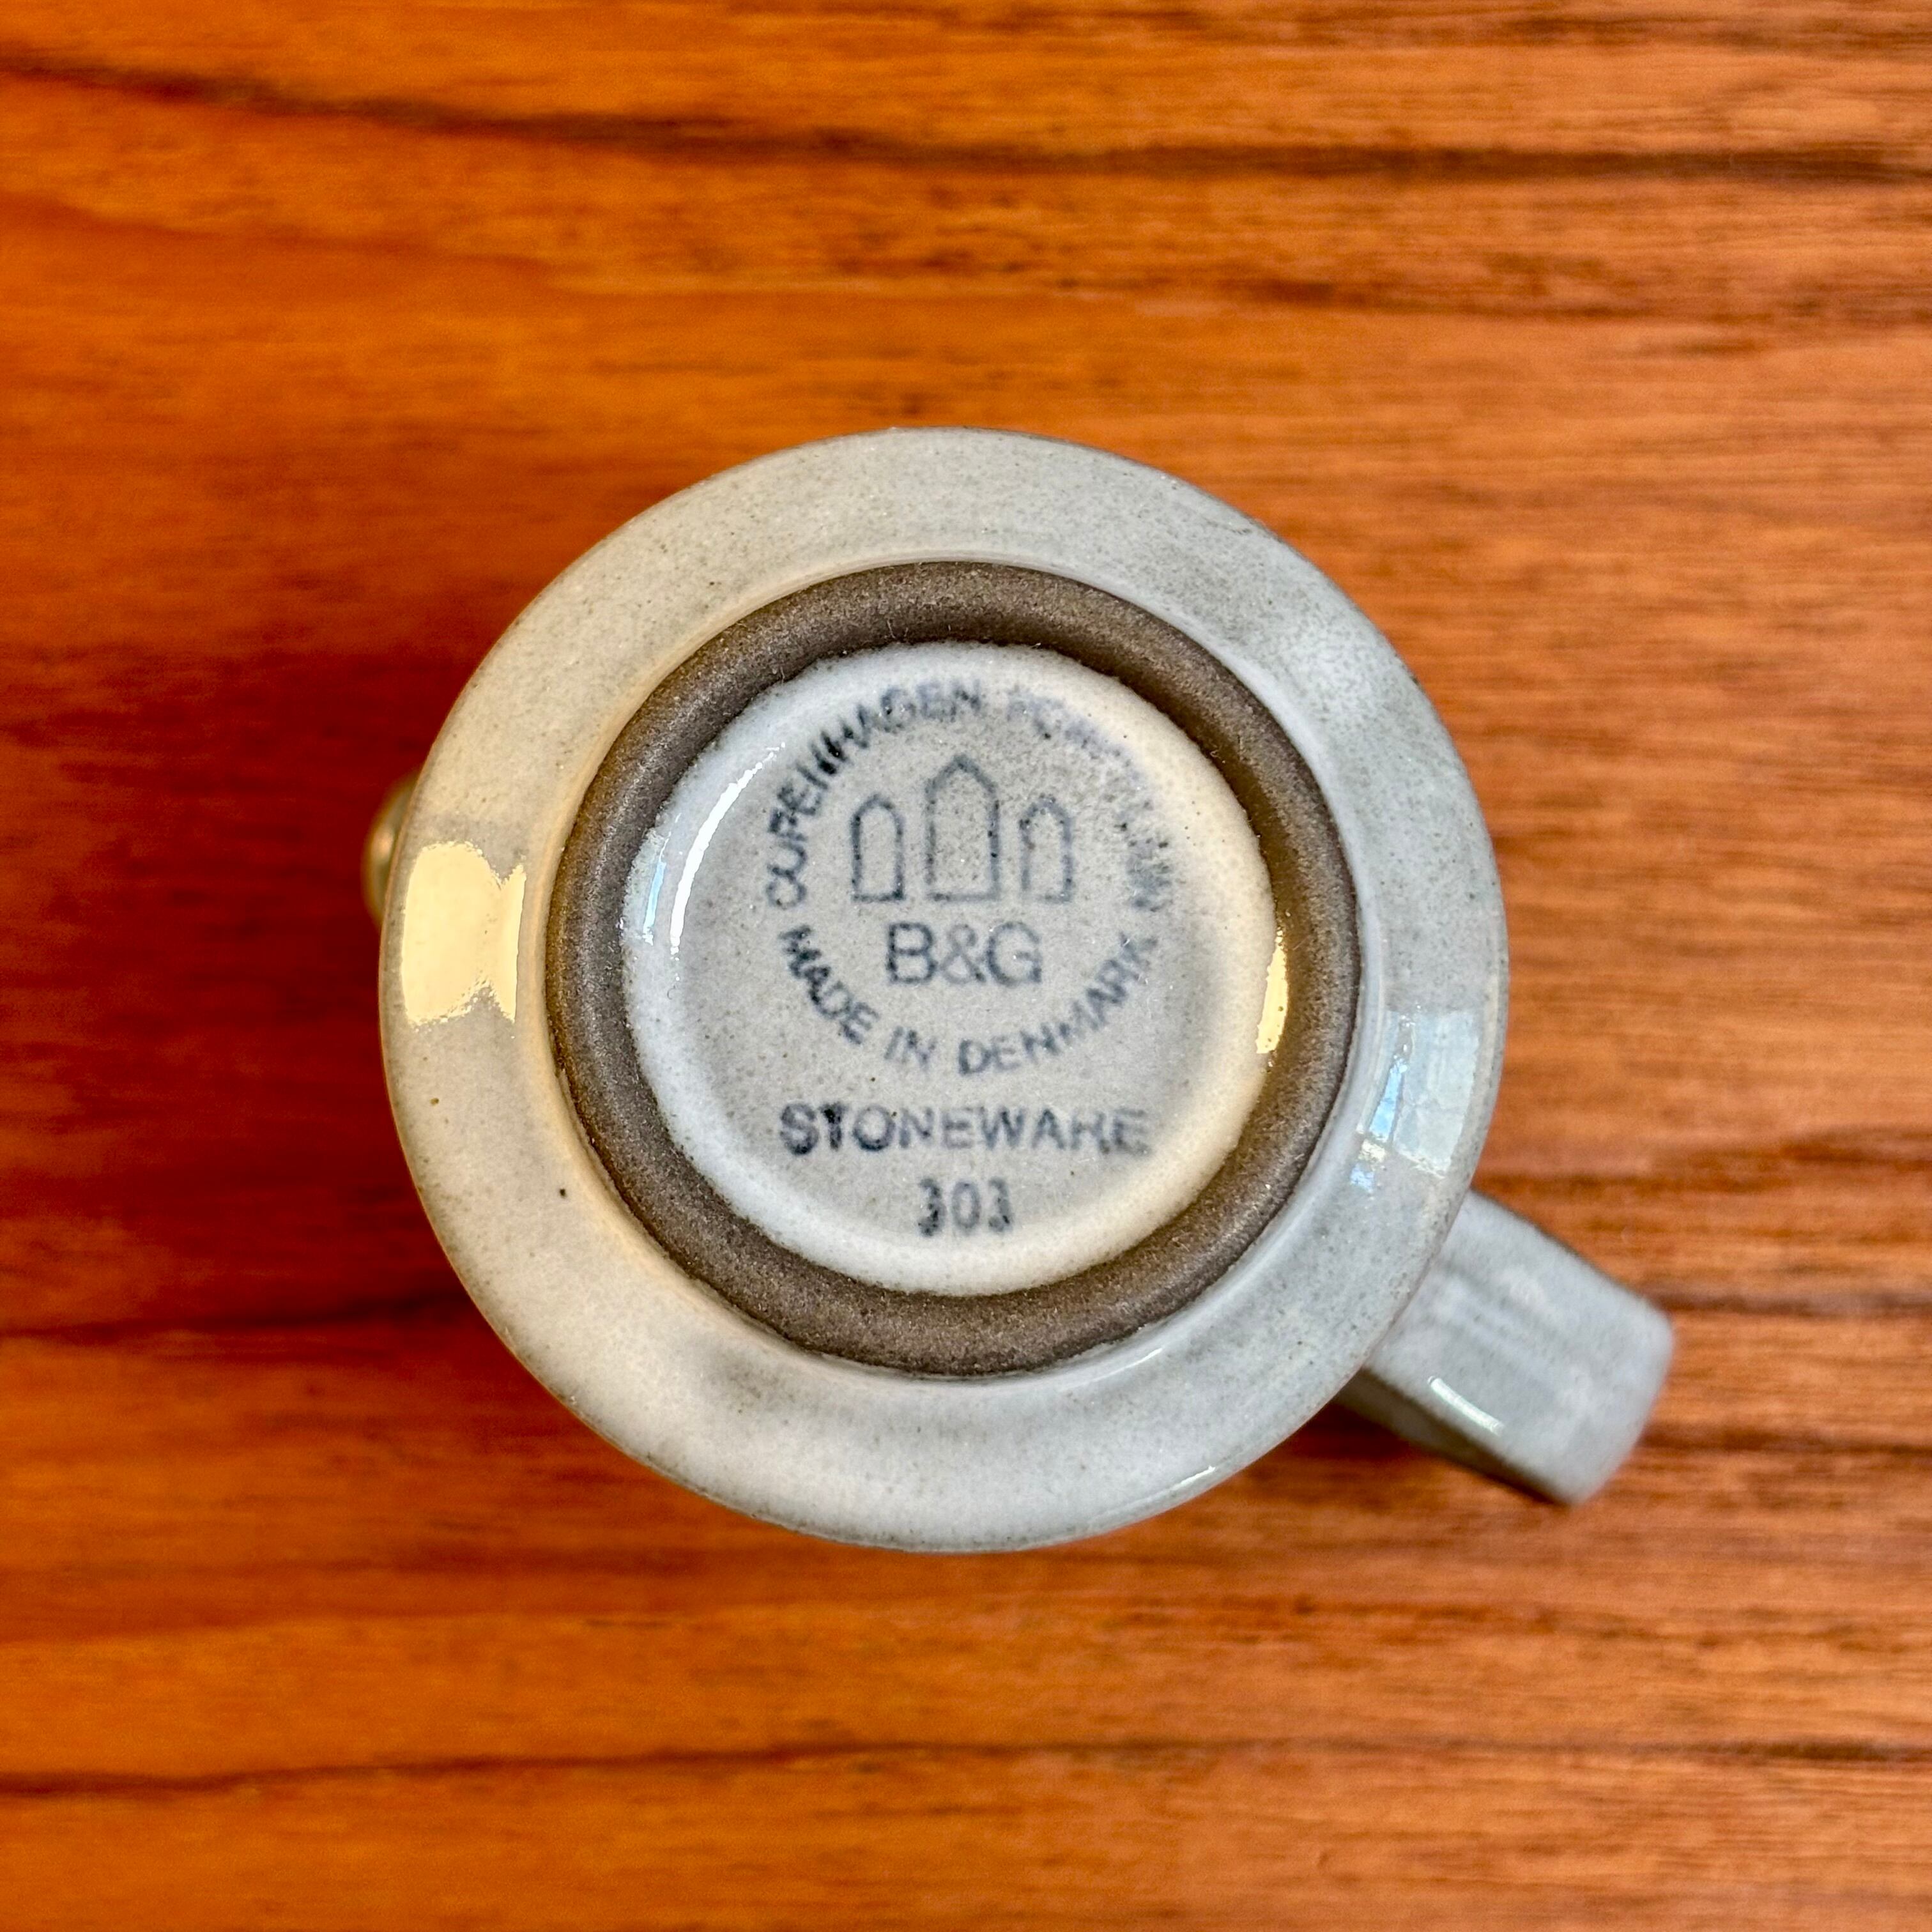 COPENHAGEN PORCELAIN
B&G
MADE IN DENMARK
STONEWARE
303